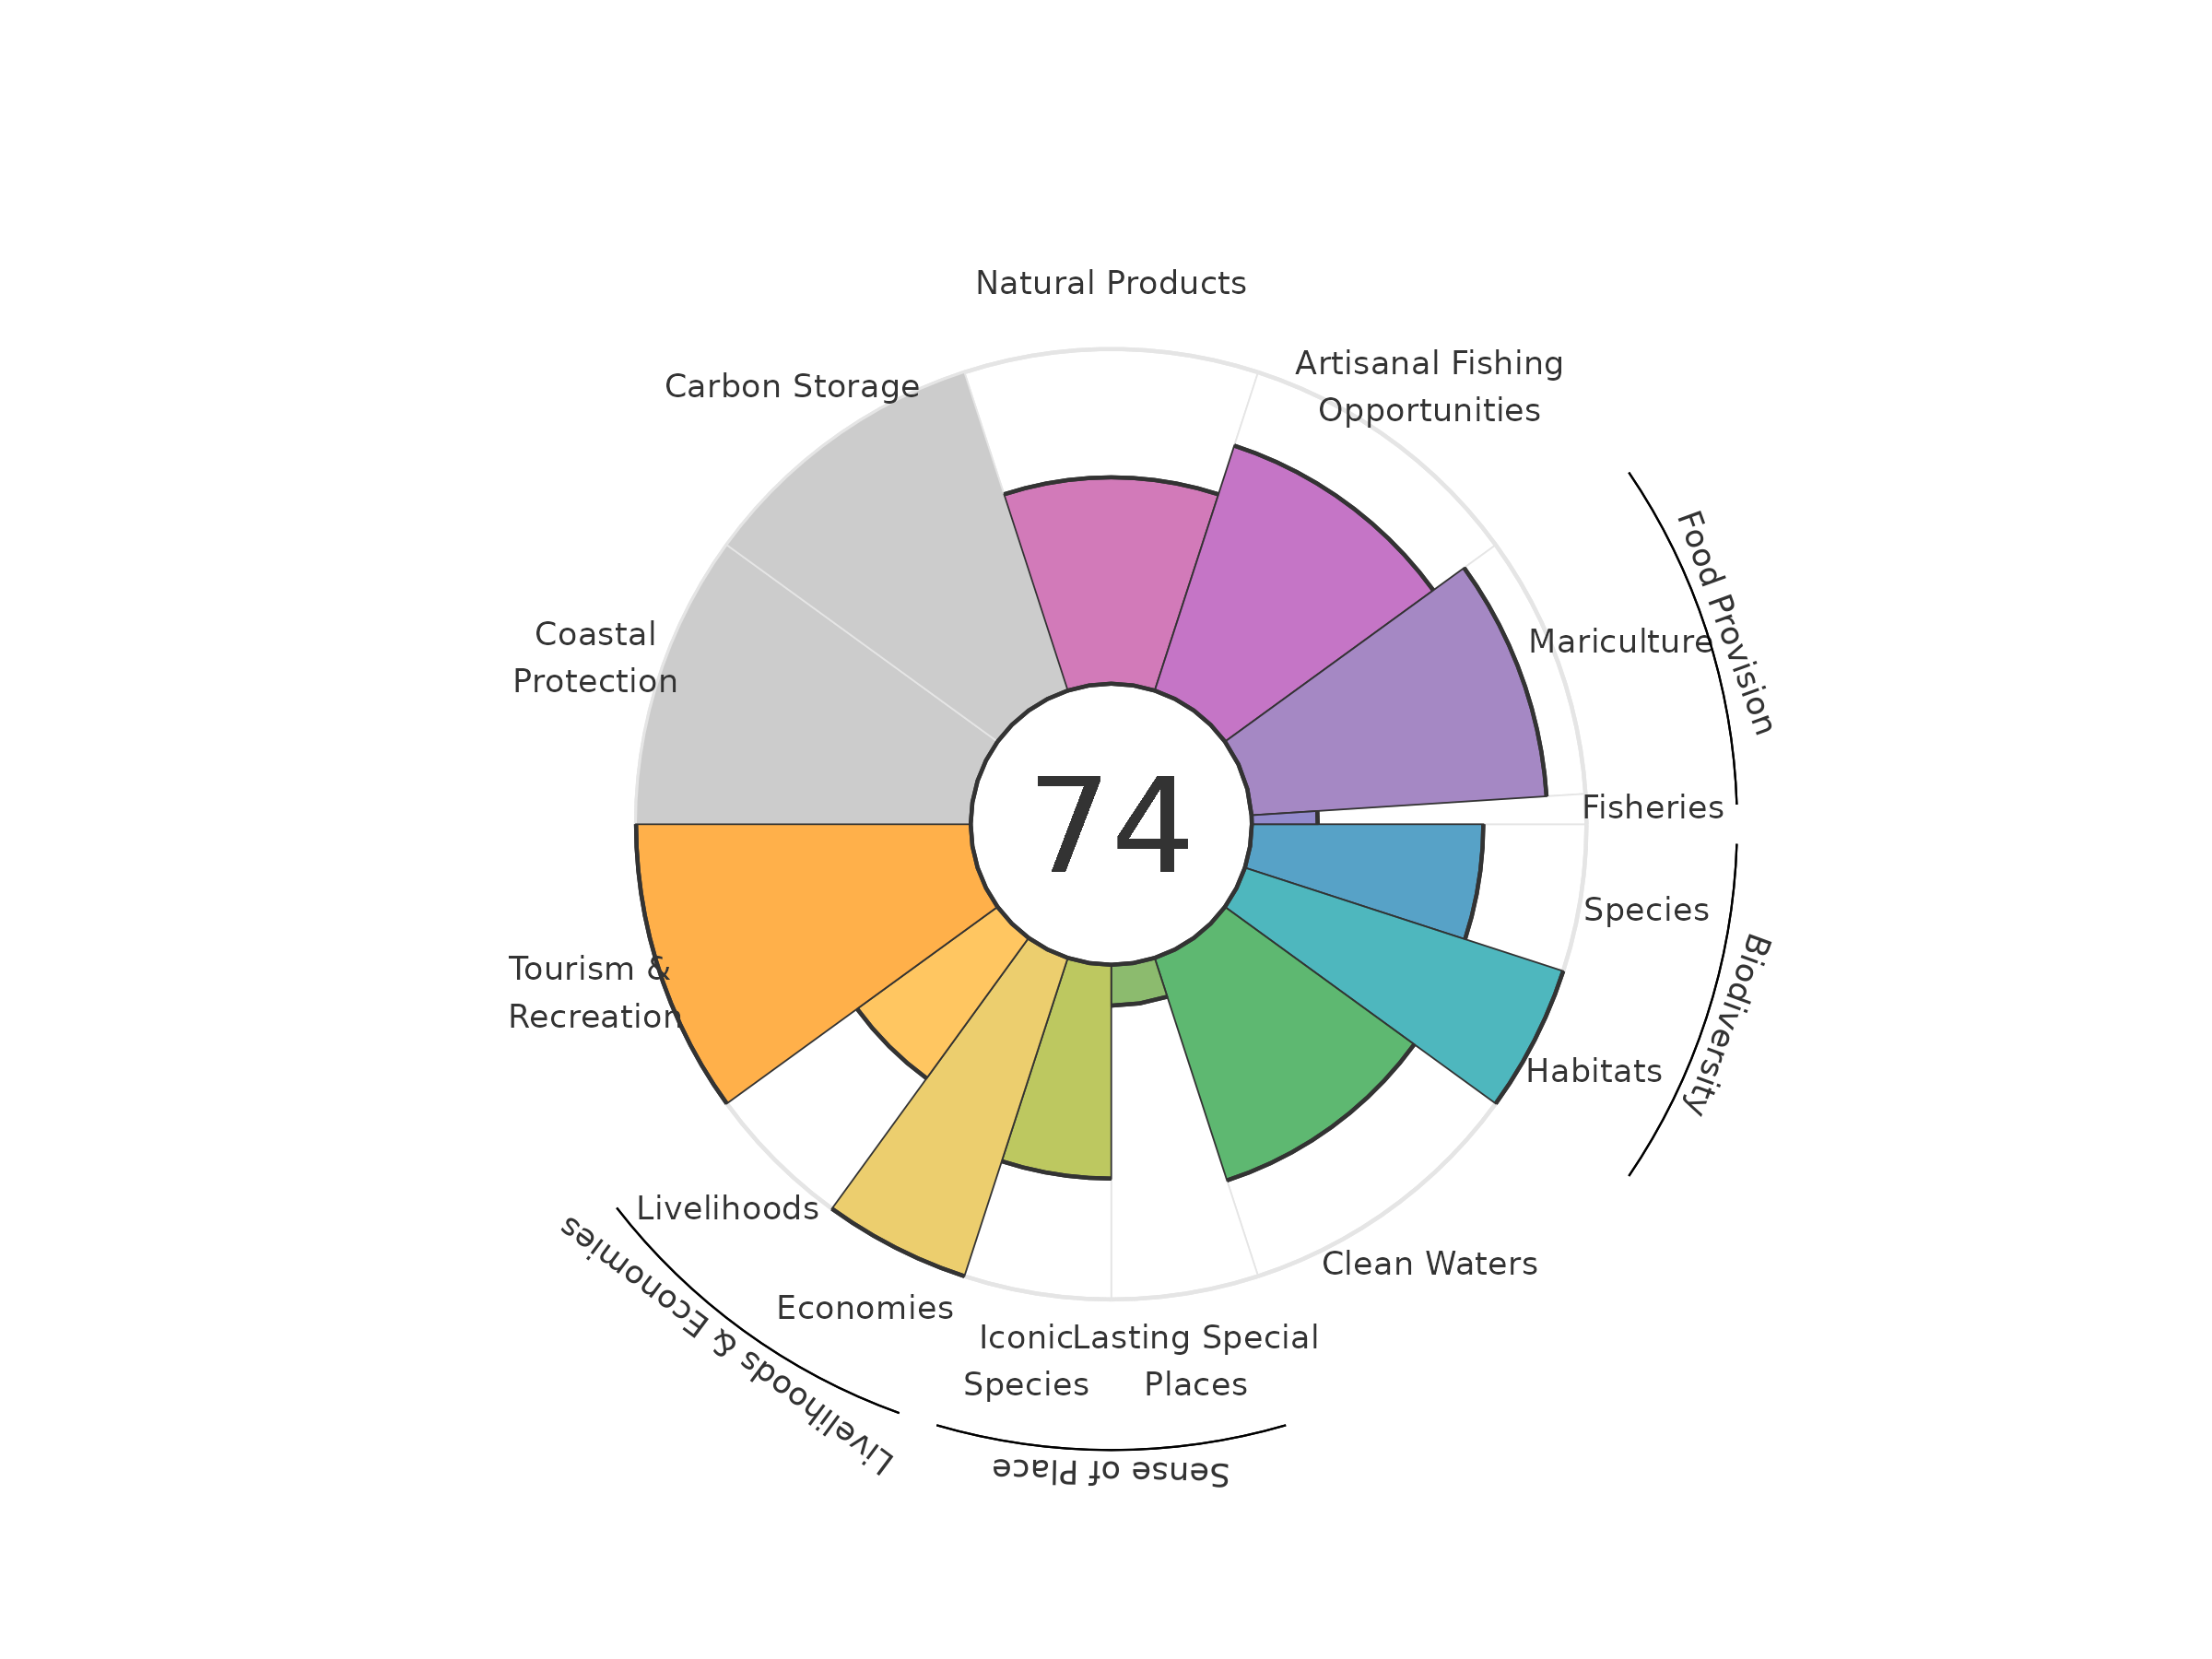 Natural Products
Artisanal Fishing
Opportunities
Carbon Storage
Food Provision
Coastal
Protection
Mariculture
74
Fisheries
Species
Biodiversity
Tourism &
Recreation
Habitats
Livelihoods
Clean Waters
Economies
Livelihoods & Economies
Iconic
Species
Lasting Special
Places
Sense of Place